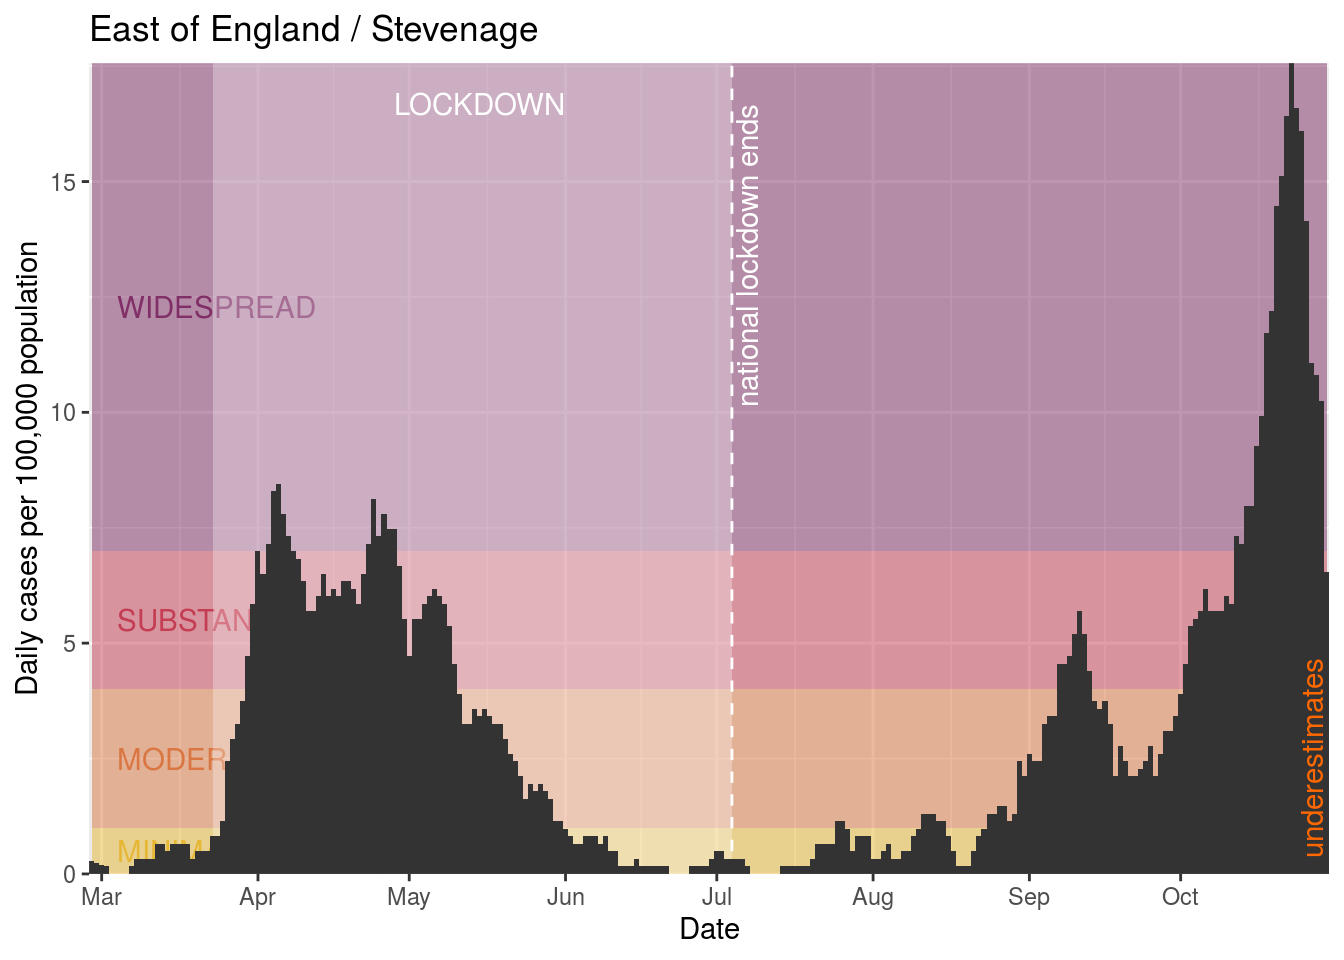 East of England / Stevenage
LOCKDOWN
national lockdown ends
WIDESPREAD
SUBSTAN
MODER
MINIM
underestimates
15
10
5
0
Daily cases per 100,000 population
Mar Apr May Jun Jul Aug Sep Oct
Date